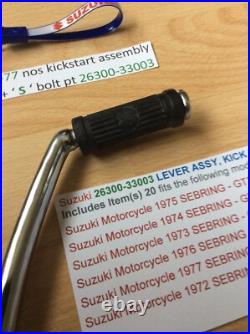 SUZUKI
77 nos kickstart assembly
+ ' S ' bolt pt 26300-33003
Suzuki 26300-33003 LEVER ASSY, KICK
Includes Item(s) 20 fits the following mod
Suzuki Motorcycle 1975 SEBRING - GT
Suzuki Motorcycle 1974 SEBRING - G
Suzuki Motorcycle 1973 SEBRING -
Suzuki Motorcycle 1976 SEBRING
Suzuki Motorcycle 1977 SEBRING
Suzuki Motorcycle 1972 SEBRING